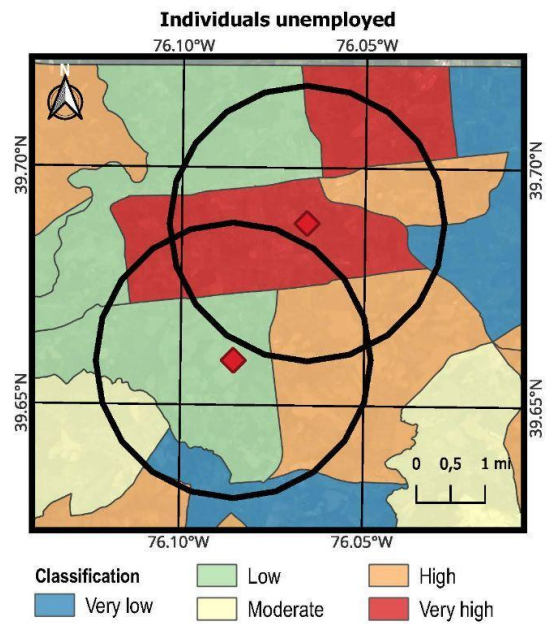 Individuals unemployed
76.10°W 76.05°W
N
39.70°N 39.70°N
39.65°N 39.65°N
0 0,5 1 mi
76.10°W 76.05°W
Classification Low High
Very low Moderate Very high